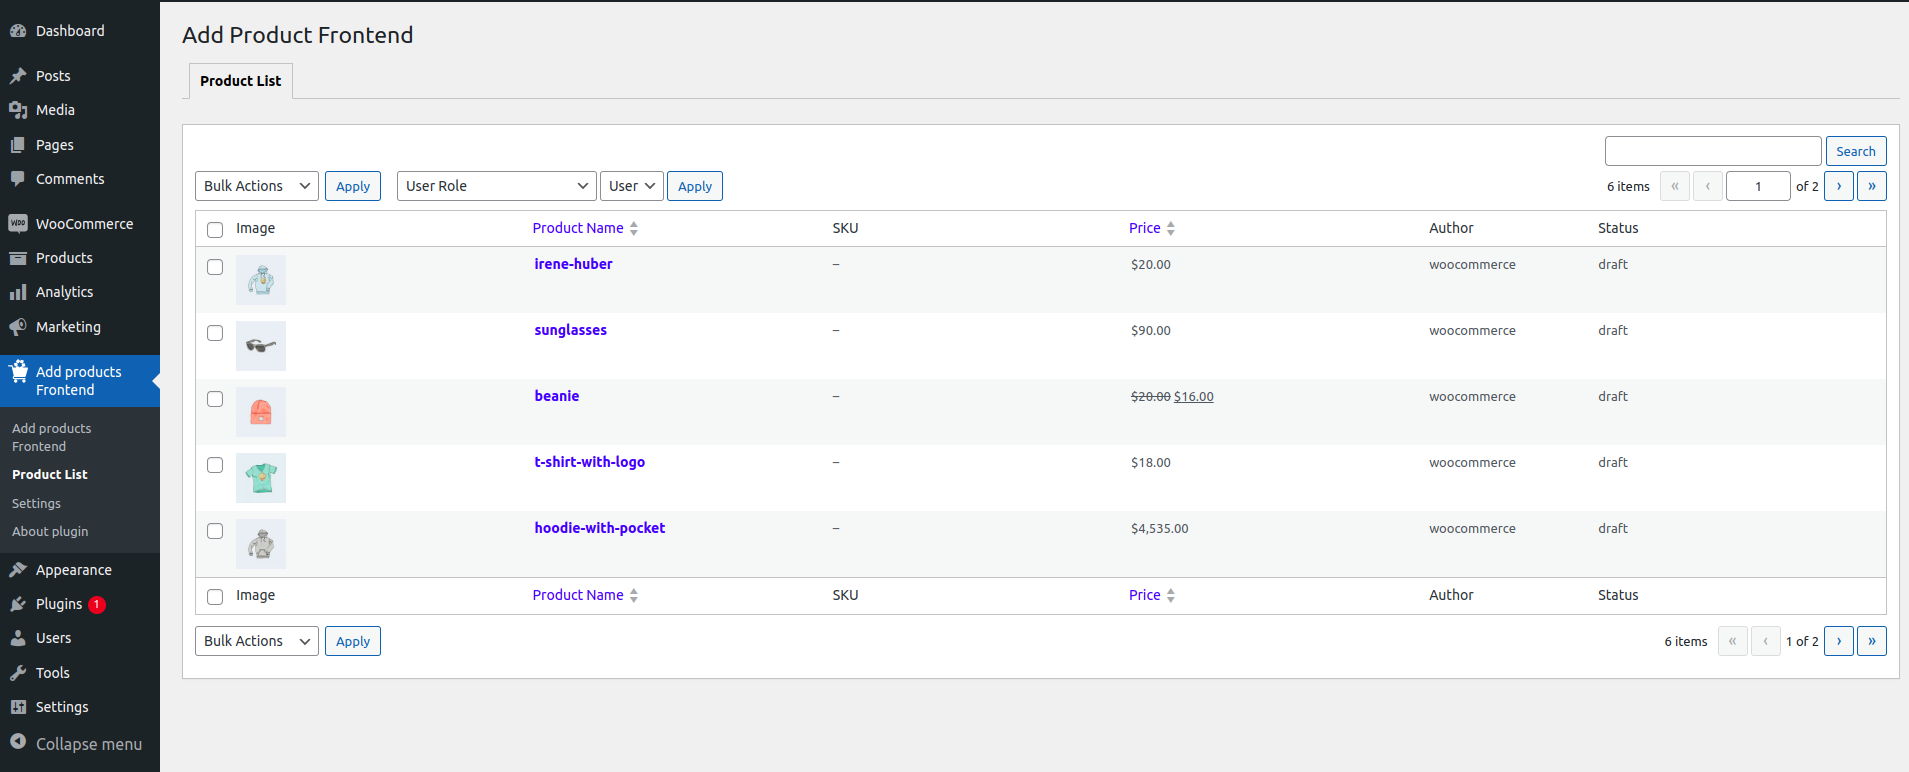 Dashboard
Posts
Media
Pages
Comments
WooCommerce
Products
Analytics
Marketing
Add products
Frontend
Add products
Frontend
Product List
Settings
About plugin
Appearance
Plugins 1
Users
Tools
Settings
Collapse menu
Add Product Frontend
Product List
Search
Bulk Actions Apply User Role User Apply 6 items « ‹ 1 of 2 › »
Image Product Name SKU Price Author Status
irene-huber – $20.00 woocommerce draft
sunglasses – $90.00 woocommerce draft
beanie – $20.00 $16.00 woocommerce draft
t-shirt-with-logo – $18.00 woocommerce draft
hoodie-with-pocket – $4,535.00 woocommerce draft
Image Product Name SKU Price Author Status
Bulk Actions Apply 6 items « ‹ 1 of 2 › »